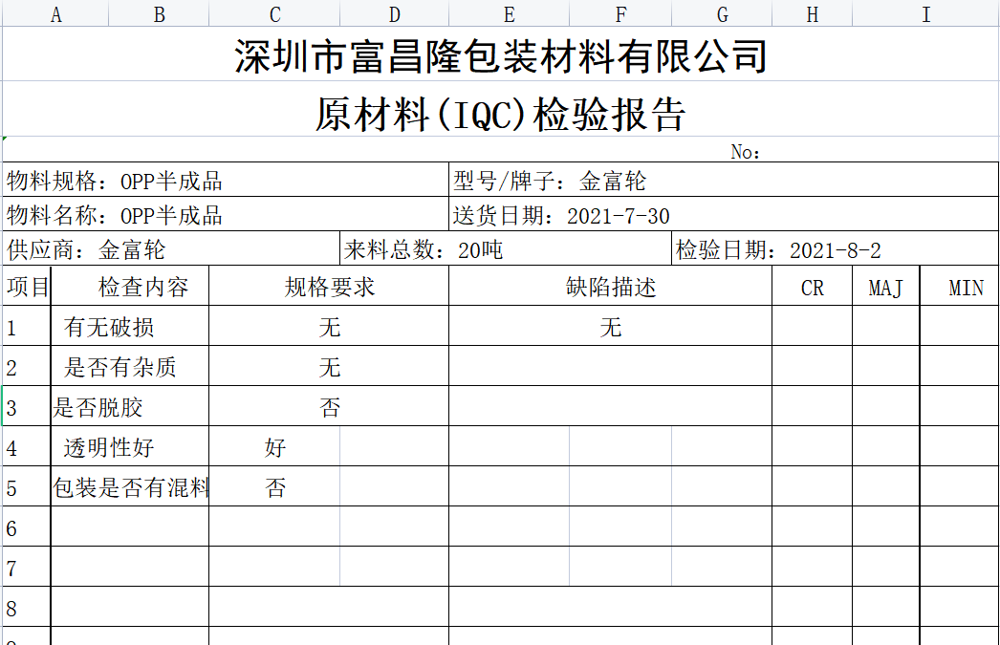 A B C D E F G H I
深圳市富昌隆包装材料有限公司
原材料(IQC)检验报告
No:
物料规格: OPP半成品 型号/牌子: 金富轮
物料名称: OPP半成品 送货日期: 2021-7-30
供应商: 金富轮 来料总数: 20吨 检验日期: 2021-8-2
项目 检查内容 规格要求 缺陷描述 CR MAJ MIN
1 有无破损 无 无
2 是否有杂质 无
3 是否脱胶 否
4 透明性好 好
5 包装是否有混料 否
6
7
8